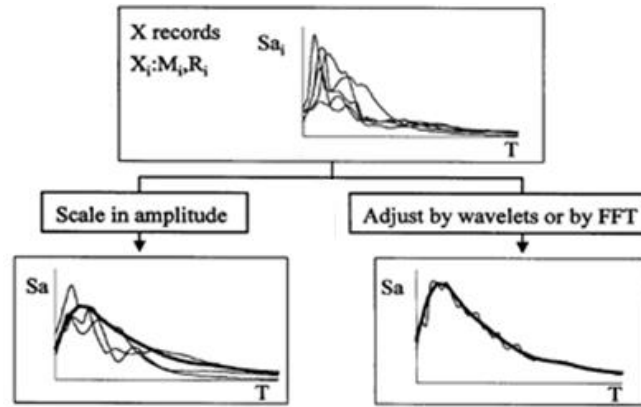 X records
Xi:Mi,Ri
Sai
T
Scale in amplitude
Adjust by wavelets or by FFT
Sa
T
Sa
T